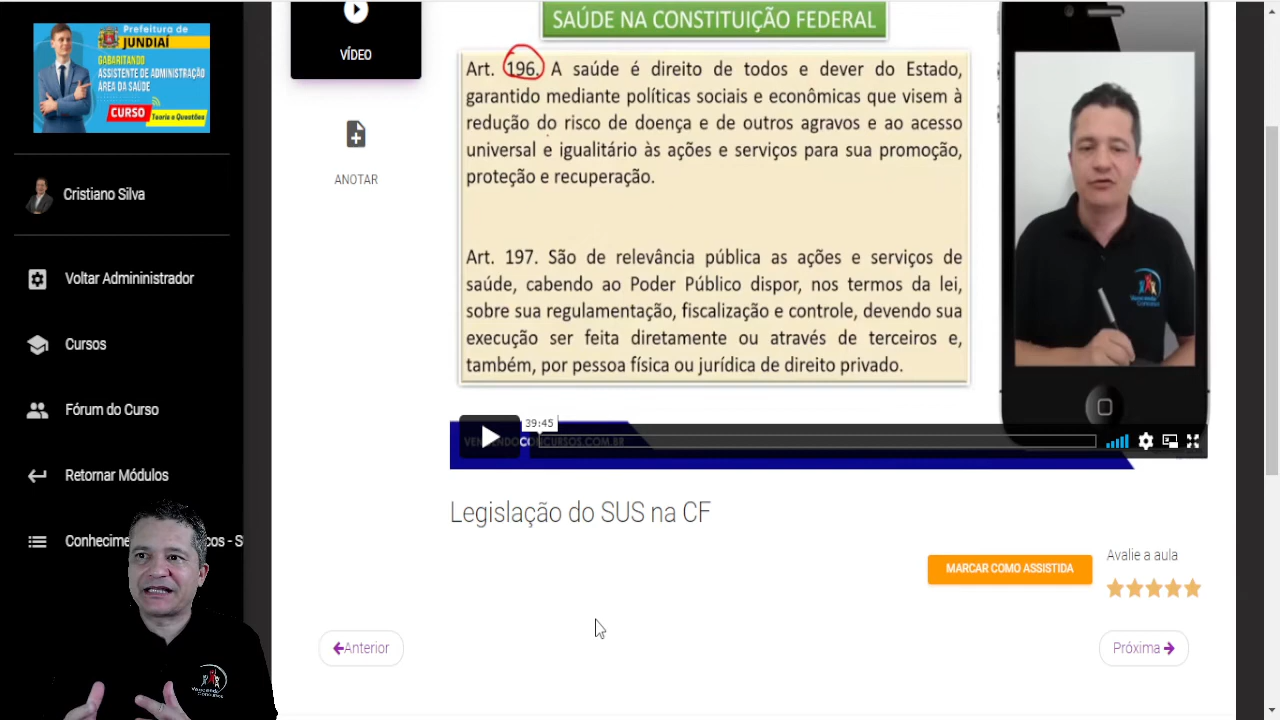 Prefeitura de
JUNDIAÍ
GABARITANDO
ASSISTENTE DE ADMINISTRAÇÃO
ÁREA DA SAÚDE
CURSO
Teoria e Questões
Cristiano Silva
Voltar Admininistrador
Cursos
Fórum do Curso
Retornar Módulos
VÍDEO
ANOTAR
SAÚDE NA CONSTITUIÇÃO FEDERAL
Art. 196. A saúde é direito de todos e dever do Estado,
garantido mediante políticas sociais e econômicas que visem à
redução do risco de doença e de outros agravos e ao acesso
universal e igualitário às ações e serviços para sua promoção,
proteção e recuperação.
Art. 197. São de relevância pública as ações e serviços de
saúde, cabendo ao Poder Público dispor, nos termos da lei,
sobre sua regulamentação, fiscalização e controle, devendo sua
execução ser feita diretamente ou através de terceiros e,
também, por pessoa física ou jurídica de direito privado.
39:45
Legislação do SUS na CF
MARCAR COMO ASSISTIDA
Avalie a aula
Anterior
Próxima